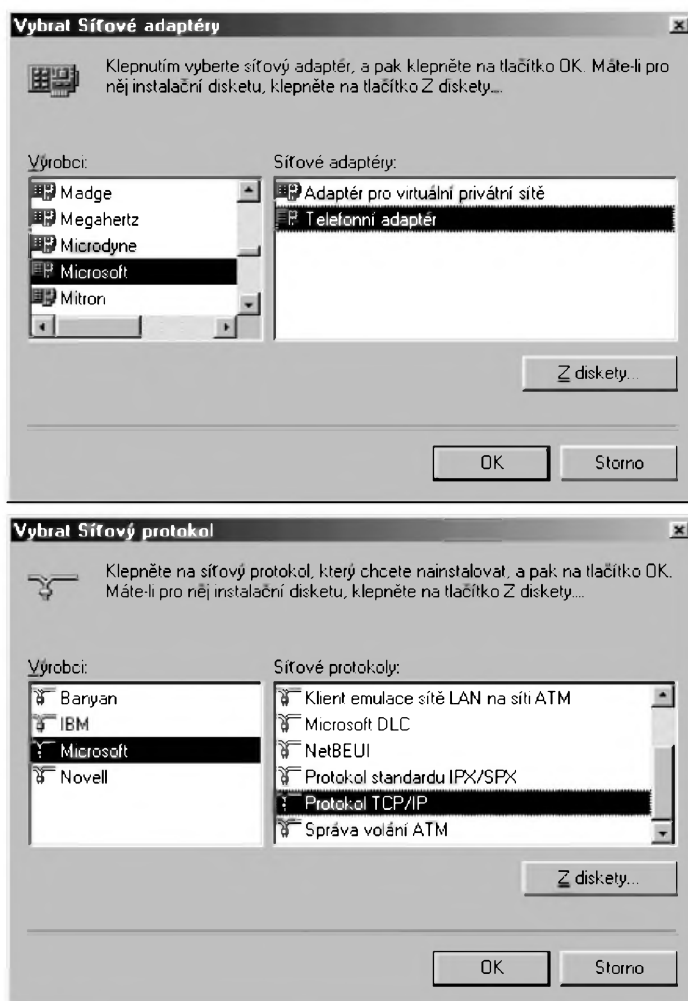 Vybrat Síťové adaptéry
Klepnutím vyberte síťový adaptér, a pak klepněte na tlačítko OK. Máte-li pro
něj instalační disketu, klepněte na tlačítko Z diskety....
Výrobci:
Madge
Megahertz
Microdyne
Microsoft
Mitron
Síťové adaptéry:
Adaptér pro virtuální privátní sítě
Telefonní adaptér
Z diskety...
OK
Storno
Vybrat Síťový protokol
Klepněte na síťový protokol, který chcete nainstalovat, a pak na tlačítko OK.
Máte-li pro něj instalační disketu, klepněte na tlačítko Z diskety....
Výrobci:
Banyan
IBM
Microsoft
Novell
Síťové protokoly:
Klient emulace sítě LAN na síti ATM
Microsoft DLC
NetBEUI
Protokol standardu IPX/SPX
Protokol TCP/IP
Správa volání ATM
Z diskety...
OK
Storno